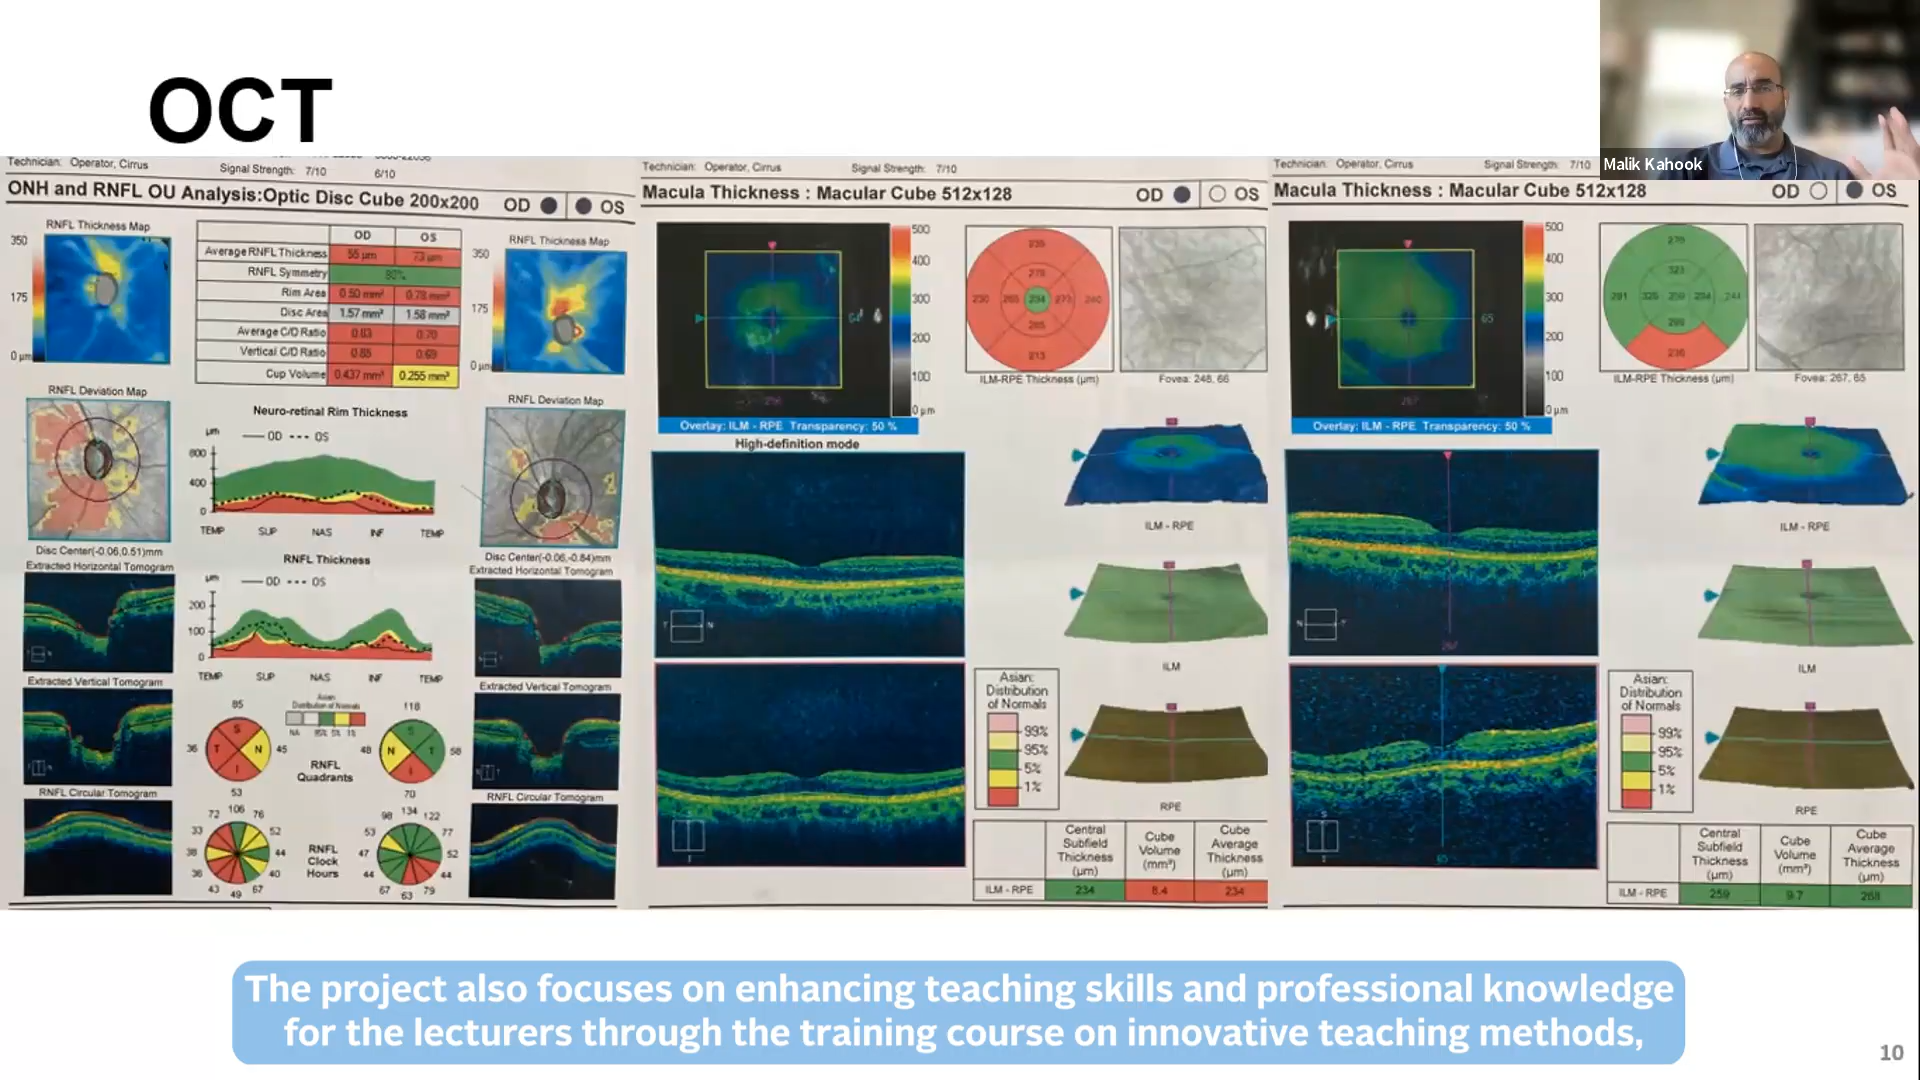 OCT
Malik Kahook
Technician: Operator, Cirrus
Signal Strength: 7/10 6/10
ONH and RNFL OU Analysis:Optic Disc Cube 200x200 OD OS
RNFL Thickness Map
350
175
0 µm
OD OS
Average RNFL Thickness 55 µm 73 µm
RNFL Symmetry 80%
Rim Area 0.50 mm² 0.78 mm²
Disc Area 1.57 mm² 1.58 mm²
Average C/D Ratio 0.83 0.70
Vertical C/D Ratio 0.85 0.69
Cup Volume 0.437 mm³ 0.255 mm³
RNFL Thickness Map
350
175
0 µm
RNFL Deviation Map
Disc Center(-0.06,0.51)mm
Neuro-retinal Rim Thickness
µm OD OS
800
400
0
TEMP SUP NAS INF TEMP
RNFL Deviation Map
Disc Center(-0.06,-0.84)mm
Extracted Horizontal Tomogram
RNFL Thickness
µm OD OS
200
100
0
TEMP SUP NAS INF TEMP
Extracted Horizontal Tomogram
Extracted Vertical Tomogram
Asian
Distribution of Normals
NA 95% 5% 1%
85
36 S T N I 45
53
RNFL
Quadrants
118
48 S N T I 58
70
Extracted Vertical Tomogram
RNFL Circular Tomogram
106 76 52 44 40 67 49 43 36 38 33 72
RNFL
Clock
Hours
134 122 77 52 44 79 63 67 44 47 53 98
RNFL Circular Tomogram
Technician: Operator, Cirrus
Signal Strength: 7/10
Macula Thickness : Macular Cube 512x128 OD OS
500
400
300
200
100
0 µm
Overlay: ILM - RPE Transparency: 50 %
High-definition mode
239
278
230 265 234 273 240
265
213
ILM-RPE Thickness (µm)
Fovea: 248, 66
ILM - RPE
ILM
RPE
Asian:
Distribution
of Normals
99%
95%
5%
1%
Central
Subfield
Thickness
(µm)
Cube
Volume
(mm³)
Cube
Average
Thickness
(µm)
ILM - RPE 234 8.4 234
Technician: Operator, Cirrus
Signal Strength: 7/10
Macula Thickness : Macular Cube 512x128 OD OS
65
500
400
300
200
100
0 µm
Overlay: ILM - RPE Transparency: 50 %
270
323
291 326 259 294 244
236
ILM-RPE Thickness (µm)
Fovea: 267, 65
ILM - RPE
ILM
RPE
Asian:
Distribution
of Normals
99%
95%
5%
1%
Central
Subfield
Thickness
(µm)
Cube
Volume
(mm³)
Cube
Average
Thickness
(µm)
ILM - RPE 259 9.7 268
The project also focuses on enhancing teaching skills and professional knowledge
for the lecturers through the training course on innovative teaching methods,
10